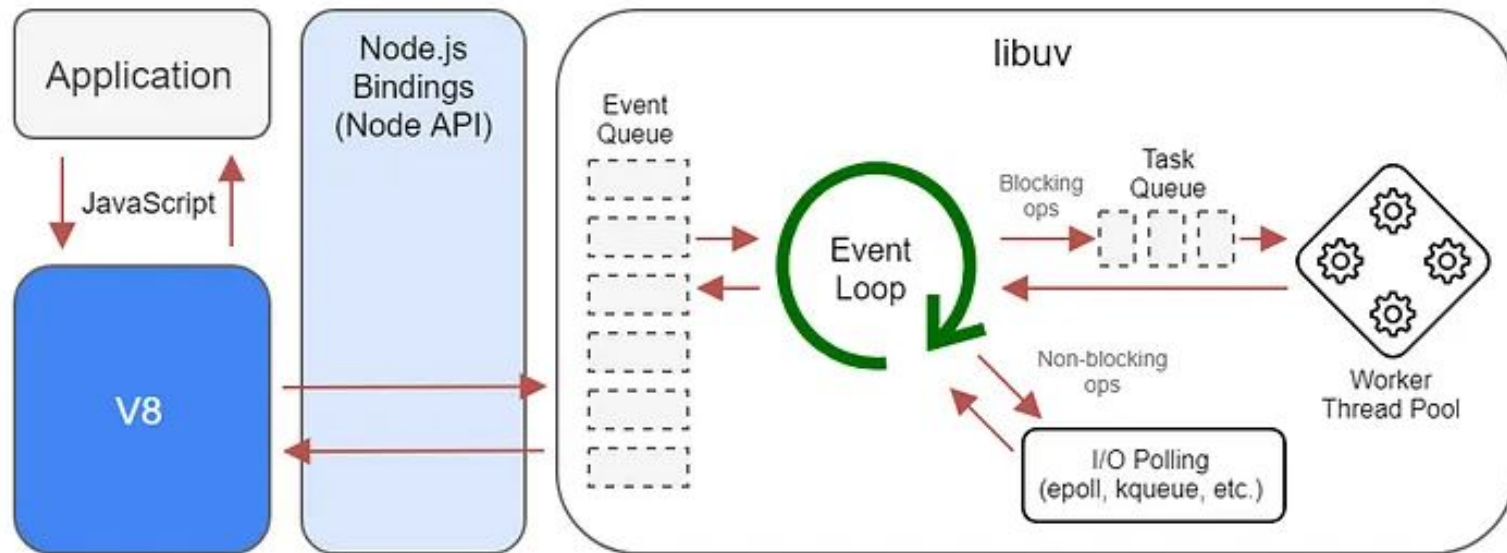 Application
JavaScript
V8
Node.js
Bindings
(Node API)
libuv
Event
Queue
Event
Loop
Blocking
ops
Task
Queue
Worker
Thread Pool
Non-blocking
ops
I/O Polling
(epoll, kqueue, etc.)